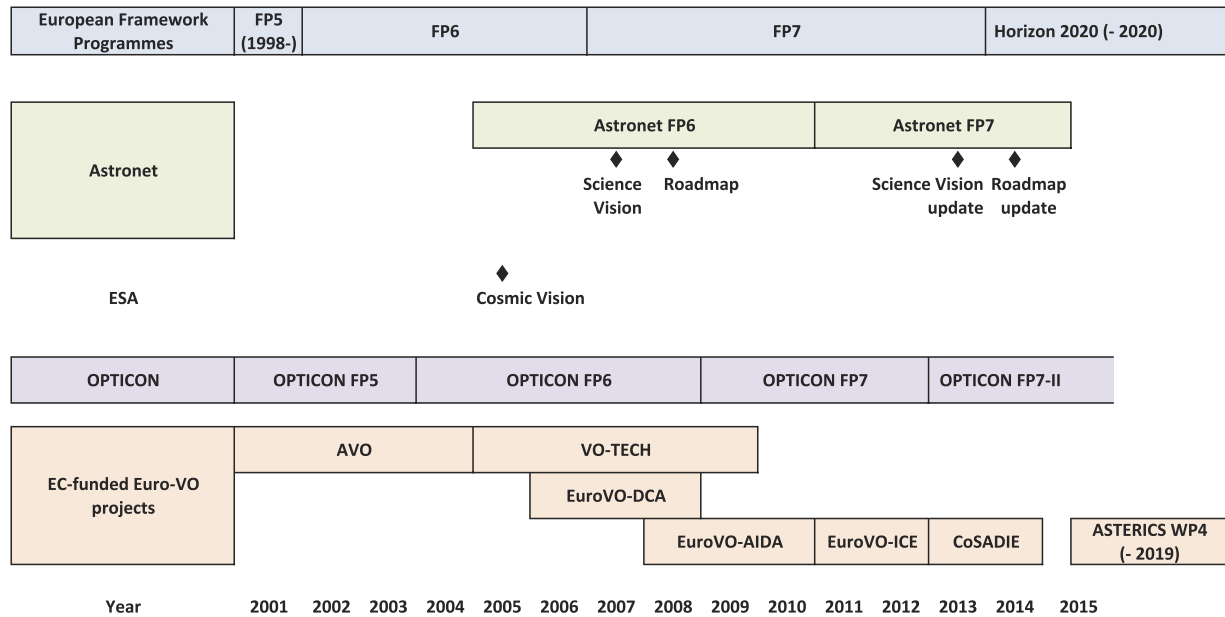 European Framework
Programmes
FP5
(1998-)
FP6
FP7
Horizon 2020 (- 2020)
Astronet
Astronet FP6
Astronet FP7
Science
Vision
Roadmap
Science Vision
update
Roadmap
update
ESA
Cosmic Vision
OPTICON
OPTICON FP5
OPTICON FP6
OPTICON FP7
OPTICON FP7-II
EC-funded Euro-VO
projects
AVO
VO-TECH
EuroVO-DCA
EuroVO-AIDA
EuroVO-ICE
CoSADIE
ASTERICS WP4
(- 2019)
Year 2001 2002 2003 2004 2005 2006 2007 2008 2009 2010 2011 2012 2013 2014 2015